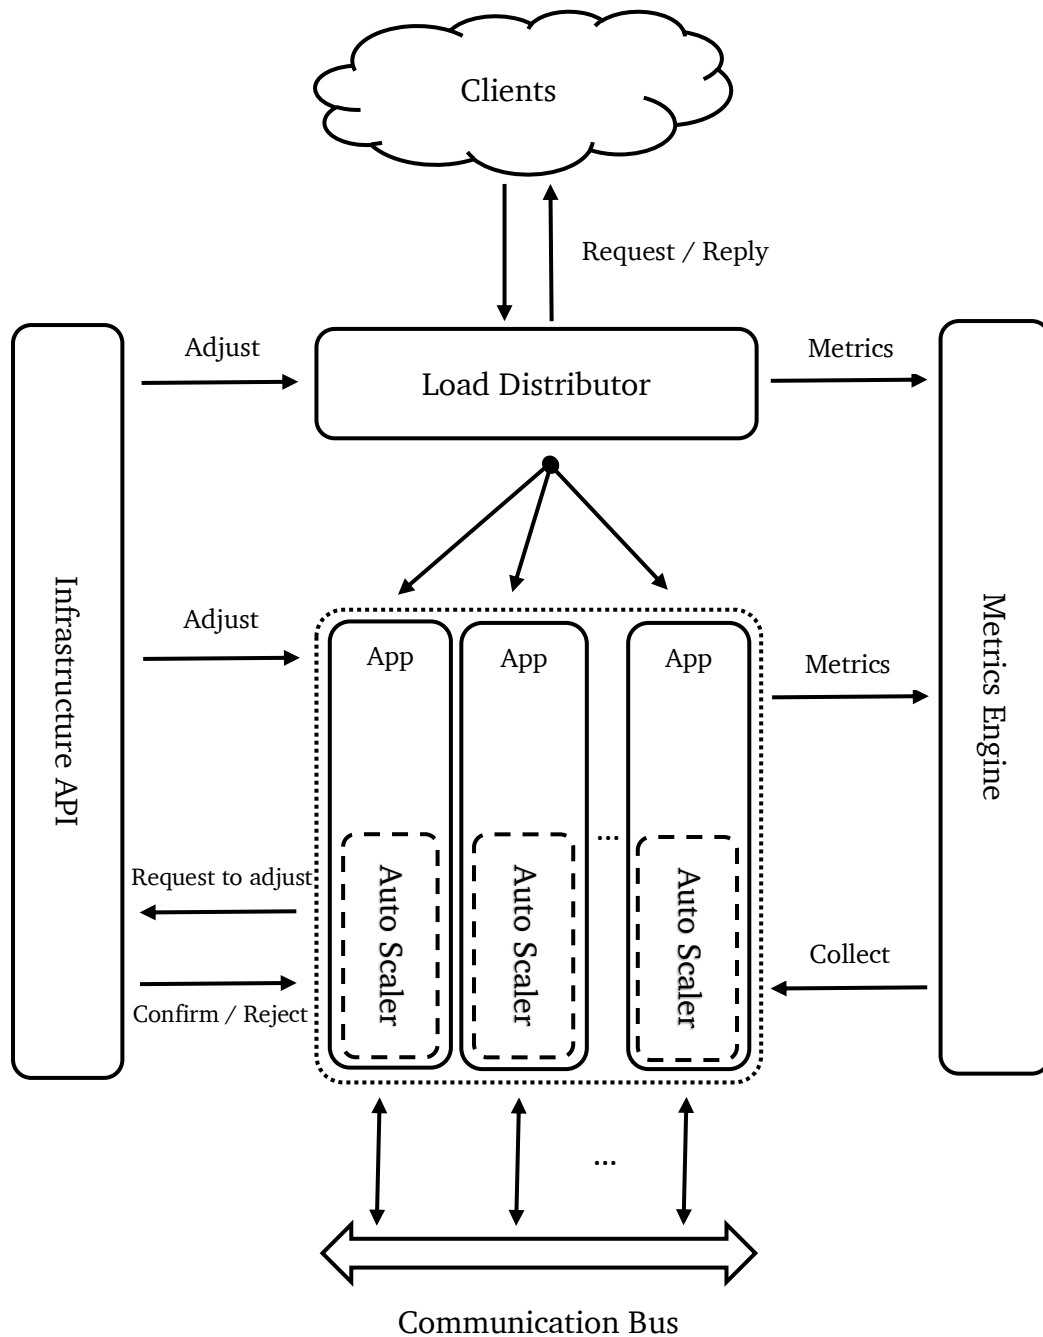 Clients
Request / Reply
Adjust
Load Distributor
Metrics
Infrastructure API
Adjust
App
App
App
Metrics
Metrics Engine
...
Request to adjust
Auto Scaler
Auto Scaler
Auto Scaler
Collect
Confirm / Reject
...
Communication Bus